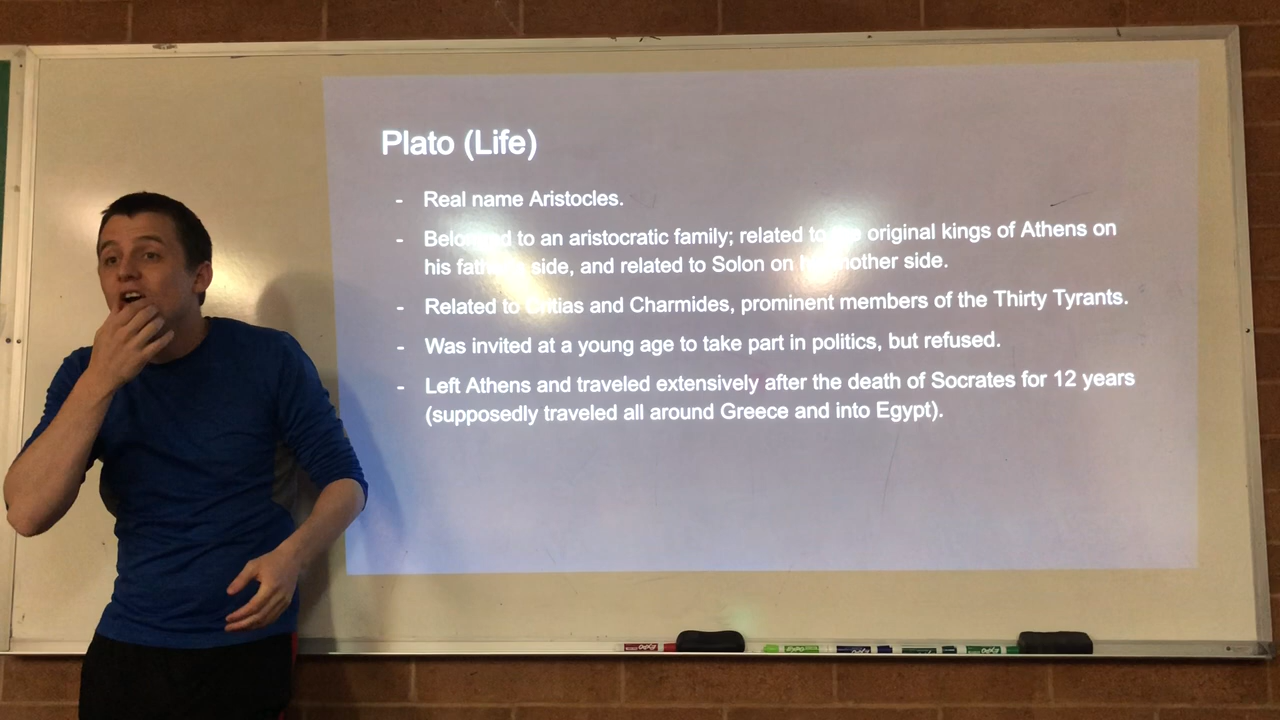 Plato (Life)
- Real name Aristocles.
- to an aristocratic family; related to original kings of Athens on
his side, and related to Solon on mother side.
- Related to Critias and Charmides, prominent members of the Thirty Tyrants.
- Was invited at a young age to take part in politics, but refused.
- Left Athens and traveled extensively after the death of Socrates for 12 years
(supposedly traveled all around Greece and into Egypt).
EXPO